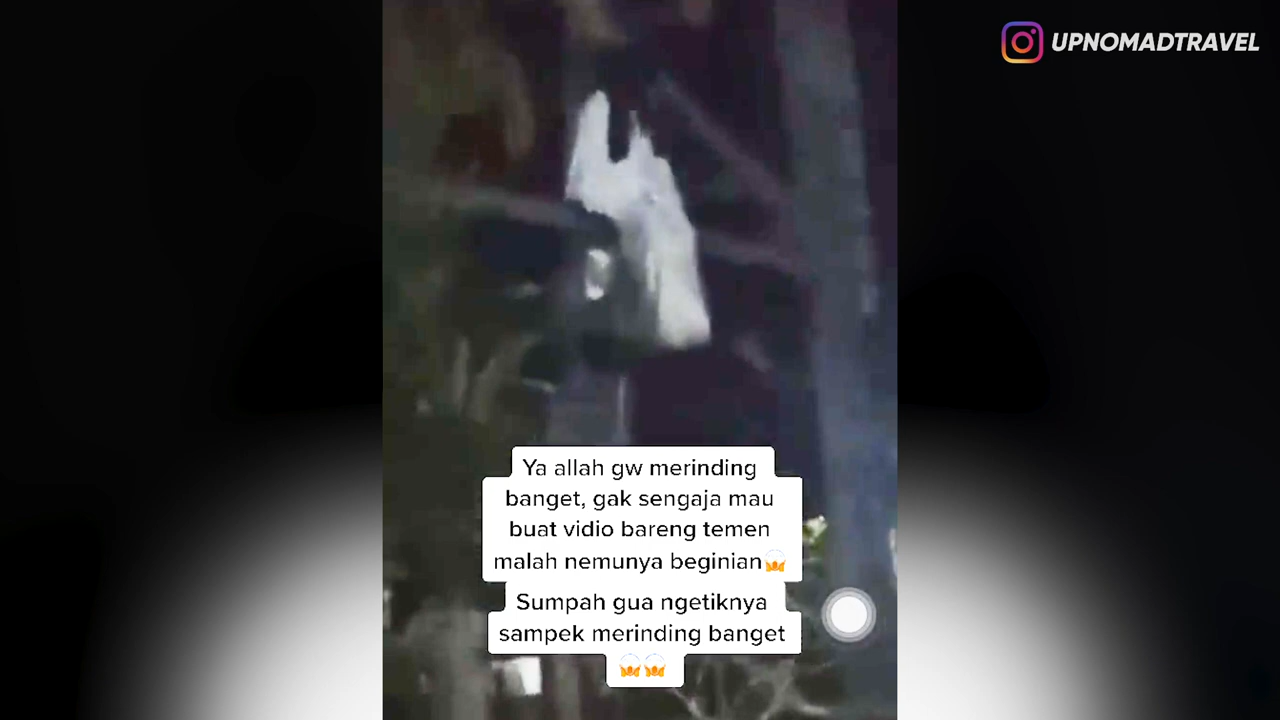 UPNOMADTRAVEL
Ya allah gw merinding
banget, gak sengaja mau
buat vidio bareng temen
malah nemunya beginian🙀
Sumpah gua ngetiknya
sampek merinding banget
🙀🙀